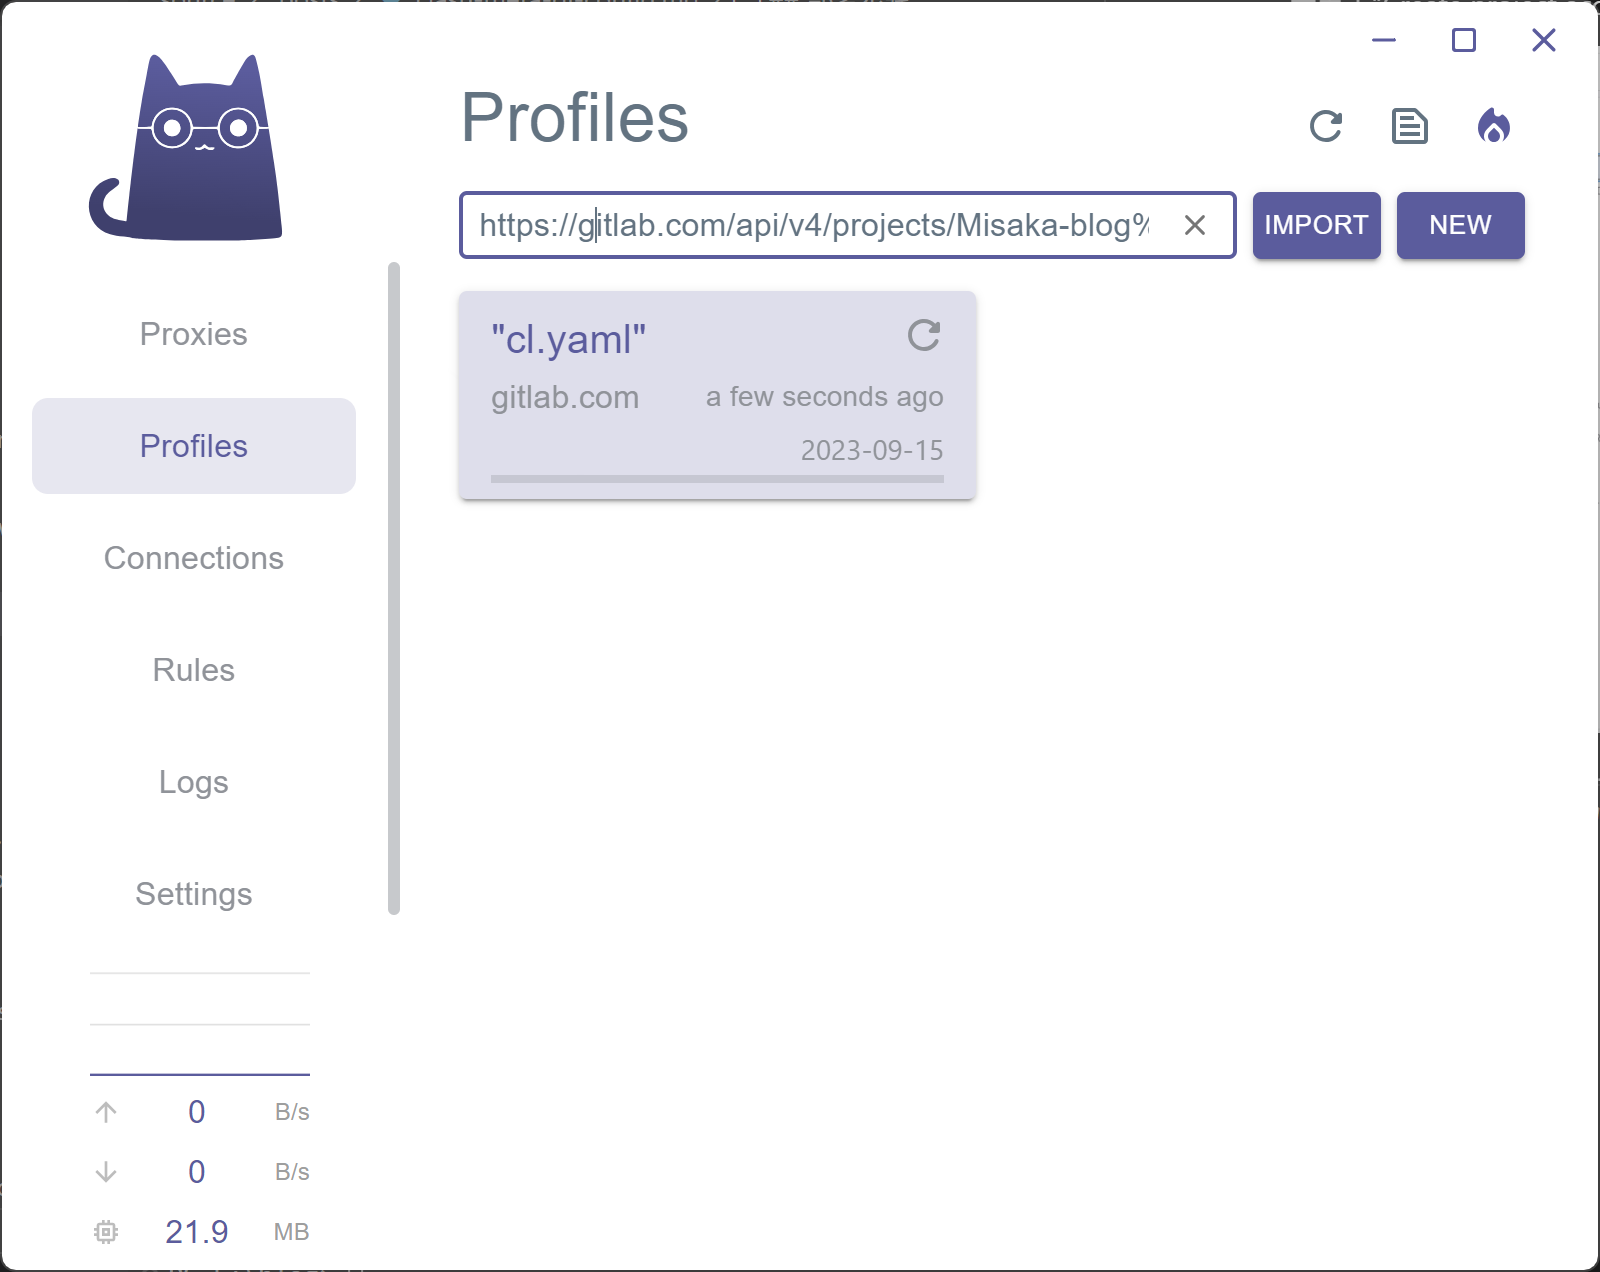 Profiles
https://gitlab.com/api/v4/projects/Misaka-blog%
IMPORT
NEW
"cl.yaml"
gitlab.com
a few seconds ago
2023-09-15
Proxies
Profiles
Connections
Rules
Logs
Settings
0 B/s
0 B/s
21.9 MB